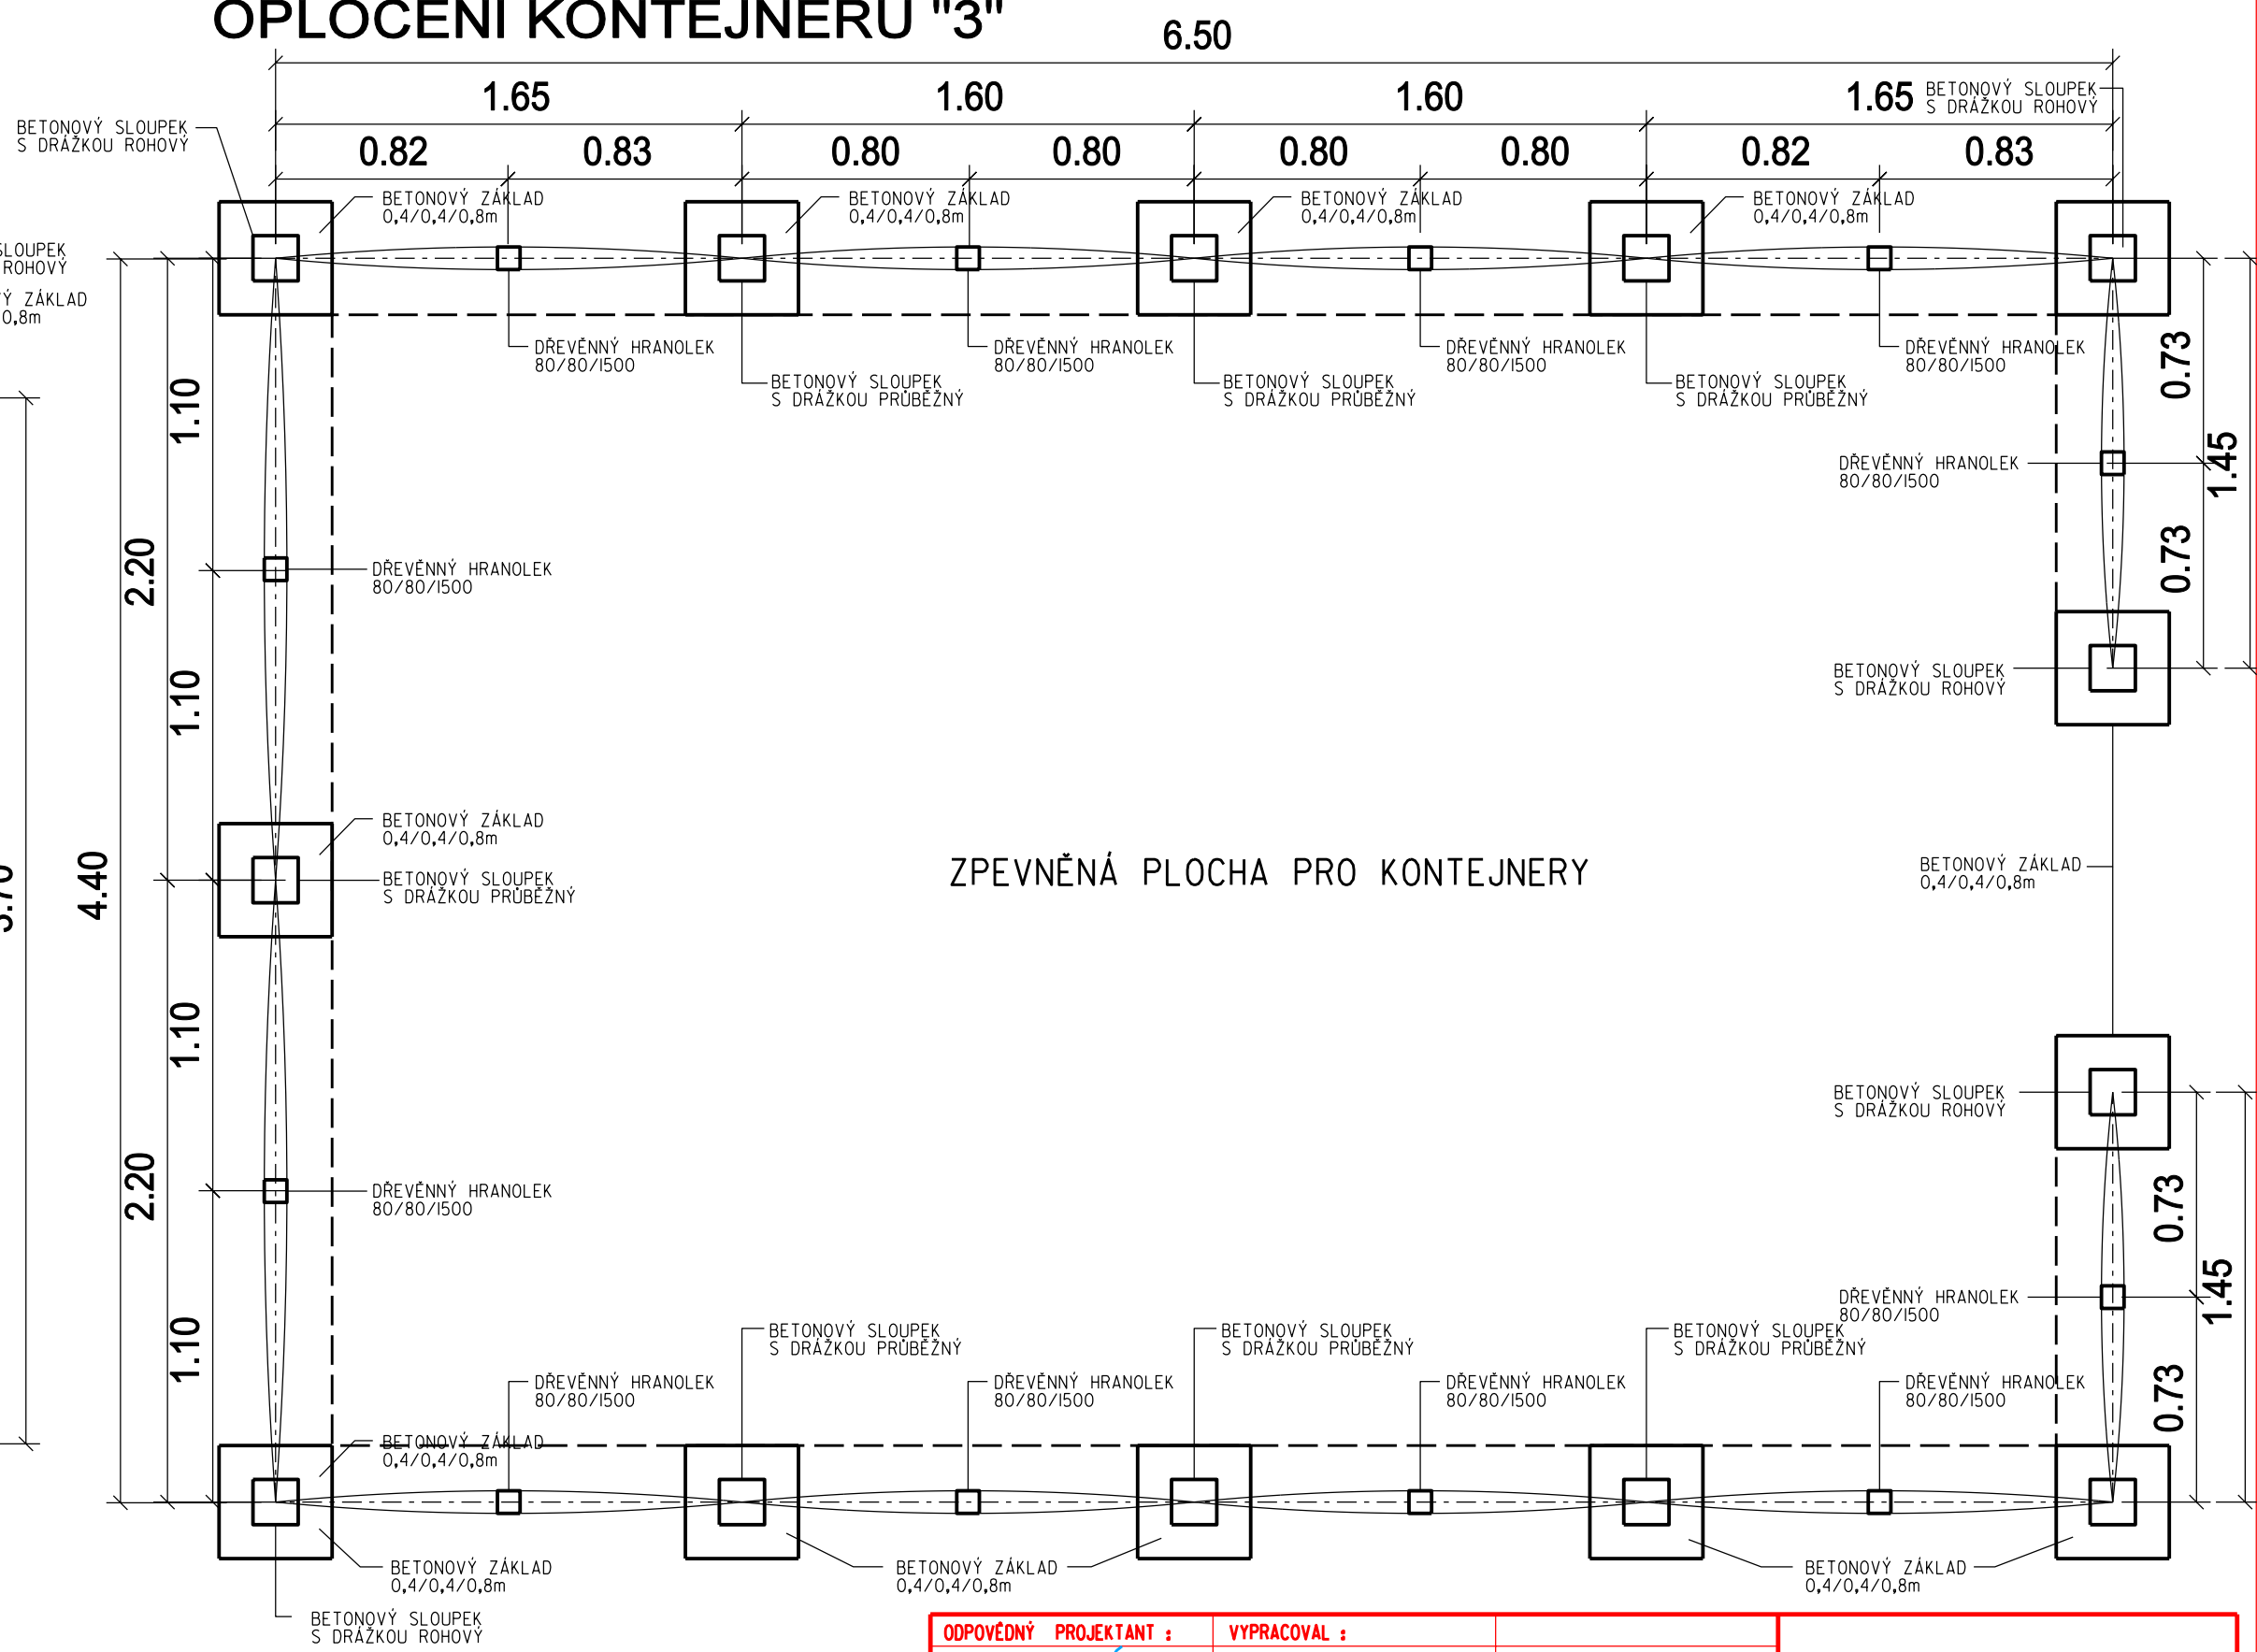 OPLOCENÍ KONTEJNERŮ "3"
6.50
1.65
1.60
1.60
1.65
BETONOVÝ SLOUPEK
S DRÁŽKOU ROHOVÝ
BETONOVÝ SLOUPEK
S DRÁŽKOU ROHOVÝ
0.82
0.83
0.80
0.80
0.80
0.80
0.82
0.83
BETONOVÝ ZÁKLAD
0,4/0,4/0,8m
BETONOVÝ ZÁKLAD
0,4/0,4/0,8m
BETONOVÝ ZÁKLAD
0,4/0,4/0,8m
BETONOVÝ ZÁKLAD
0,4/0,4/0,8m
SLOUPEK
ROHOVÝ
ZÁKLAD
0,8m
DŘEVĚNNÝ HRANOLEK
80/80/1500
DŘEVĚNNÝ HRANOLEK
80/80/1500
DŘEVĚNNÝ HRANOLEK
80/80/1500
DŘEVĚNNÝ HRANOLEK
80/80/1500
BETONOVÝ SLOUPEK
S DRÁŽKOU PRŮBĚŽNÝ
BETONOVÝ SLOUPEK
S DRÁŽKOU PRŮBĚŽNÝ
BETONOVÝ SLOUPEK
S DRÁŽKOU PRŮBĚŽNÝ
0.73
1.10
1.45
DŘEVĚNNÝ HRANOLEK
80/80/1500
0.73
2.20
DŘEVĚNNÝ HRANOLEK
80/80/1500
1.10
BETONOVÝ SLOUPEK
S DRÁŽKOU ROHOVÝ
BETONOVÝ ZÁKLAD
0,4/0,4/0,8m
4.40
BETONOVÝ SLOUPEK
S DRÁŽKOU PRŮBĚŽNÝ
ZPEVNĚNÁ PLOCHA PRO KONTEJNERY
BETONOVÝ ZÁKLAD
0,4/0,4/0,8m
1.10
BETONOVÝ SLOUPEK
S DRÁŽKOU ROHOVÝ
2.20
DŘEVĚNNÝ HRANOLEK
80/80/1500
0.73
1.45
DŘEVĚNNÝ HRANOLEK
80/80/1500
1.10
BETONOVÝ SLOUPEK
S DRÁŽKOU PRŮBĚŽNÝ
BETONOVÝ SLOUPEK
S DRÁŽKOU PRŮBĚŽNÝ
BETONOVÝ SLOUPEK
S DRÁŽKOU PRŮBĚŽNÝ
0.73
DŘEVĚNNÝ HRANOLEK
80/80/1500
DŘEVĚNNÝ HRANOLEK
80/80/1500
DŘEVĚNNÝ HRANOLEK
80/80/1500
DŘEVĚNNÝ HRANOLEK
80/80/1500
BETONOVÝ ZÁKLAD
0,4/0,4/0,8m
BETONOVÝ ZÁKLAD
0,4/0,4/0,8m
BETONOVÝ ZÁKLAD
0,4/0,4/0,8m
BETONOVÝ ZÁKLAD
0,4/0,4/0,8m
BETONOVÝ SLOUPEK
S DRÁŽKOU ROHOVÝ
ODPOVĚDNÝ PROJEKTANT :
VYPRACOVAL :